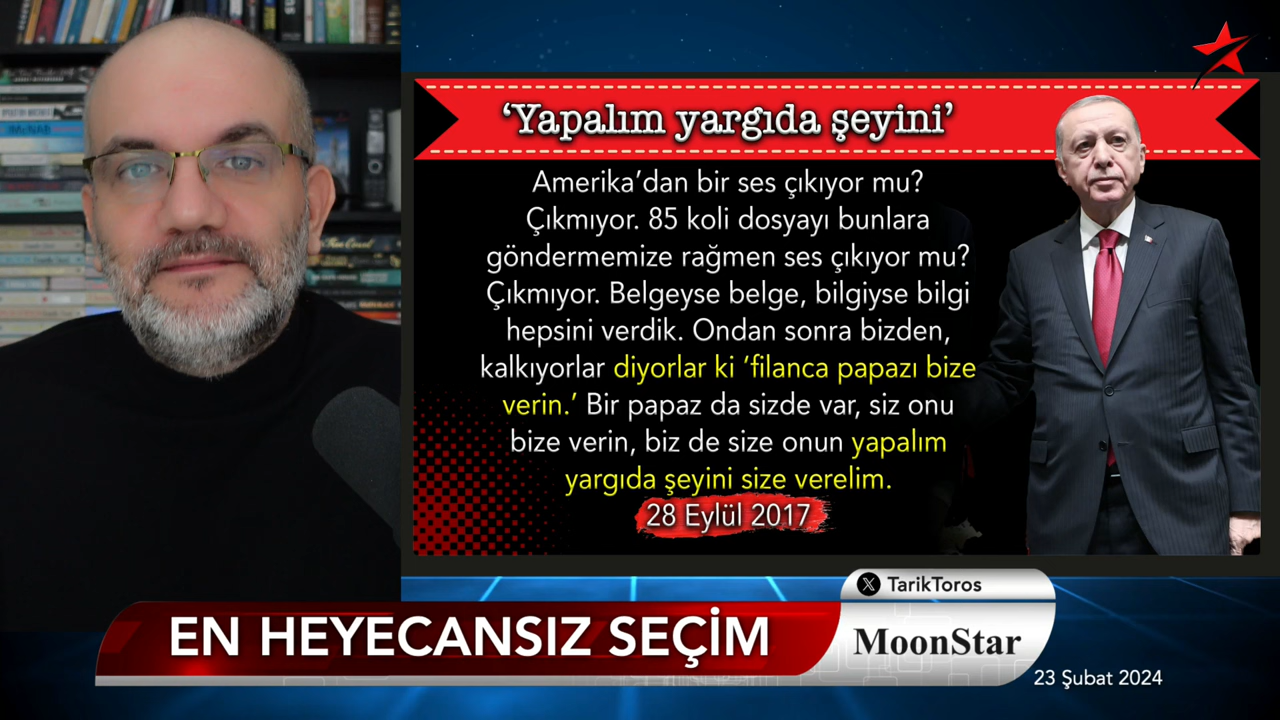 'Yapalım yargıda şeyini'
Amerika'dan bir ses çıkıyor mu?
Çıkmıyor. 85 koli dosyayı bunlara
göndermemize rağmen ses çıkıyor mu?
Çıkmıyor. Belgeyse belge, bilgiyse bilgi
hepsini verdik. Ondan sonra bizden,
kalkıyorlar diyorlar ki 'filanca papazı bize
verin.' Bir papaz da sizde var, siz onu
bize verin, biz de size onun yapalım
yargıda şeyini size verelim.
28 Eylül 2017
X TarikToros
EN HEYECANSIZ SEÇİM
MoonStar
23 Şubat 2024